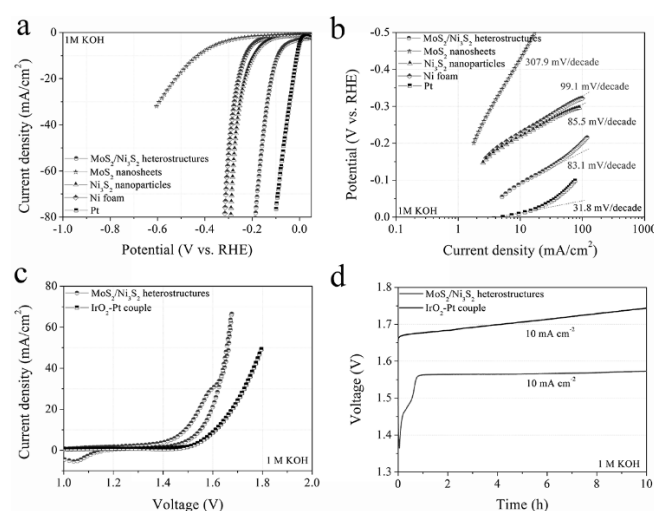 a
1M KOH
0
-20
-40
-60
-80
Current density (mA/cm²)
MoS₂/Ni₃S₂ heterostructures
MoS₂ nanosheets
Ni₃S₂ nanoparticles
Ni foam
Pt
-1.0 -0.8 -0.6 -0.4 -0.2 0.0
Potential (V vs. RHE)
b
-0.5
-0.4
-0.3
-0.2
-0.1
0.0
Potential (V vs. RHE)
MoS₂/Ni₃S₂ heterostructures
MoS₂ nanosheets
Ni₃S₂ nanoparticles
Ni foam
Pt
307.9 mV/decade
99.1 mV/decade
85.5 mV/decade
83.1 mV/decade
31.8 mV/decade
1M KOH
0.1 1 10 100 1000
Current density (mA/cm²)
c
80
60
40
20
0
Current density (mA/cm²)
MoS₂/Ni₃S₂ heterostructures
IrO₂-Pt couple
1 M KOH
1.0 1.2 1.4 1.6 1.8 2.0
Voltage (V)
d
1.8
1.7
1.6
1.5
1.4
1.3
Voltage (V)
MoS₂/Ni₃S₂ heterostructures
IrO₂-Pt couple
10 mA cm⁻²
10 mA cm⁻²
1 M KOH
0 2 4 6 8 10
Time (h)